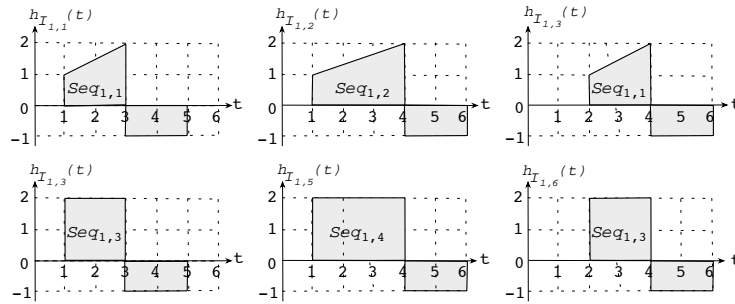 h_{I_{1,1}}(t) h_{I_{1,2}}(t) h_{I_{1,3}}(t)
2 2 2
1 1 1
Seq_{1,1} Seq_{1,2} Seq_{1,1}
0 t 0 t 0 t
1 2 3 4 5 6 1 2 3 4 5 6 1 2 3 4 5 6
-1 -1 -1
h_{I_{1,3}}(t) h_{I_{1,5}}(t) h_{I_{1,6}}(t)
2 2 2
Seq_{1,3} Seq_{1,4} Seq_{1,3}
1 1 1
0 t 0 t 0 t
1 2 3 4 5 6 1 2 3 4 5 6 1 2 3 4 5 6
-1 -1 -1